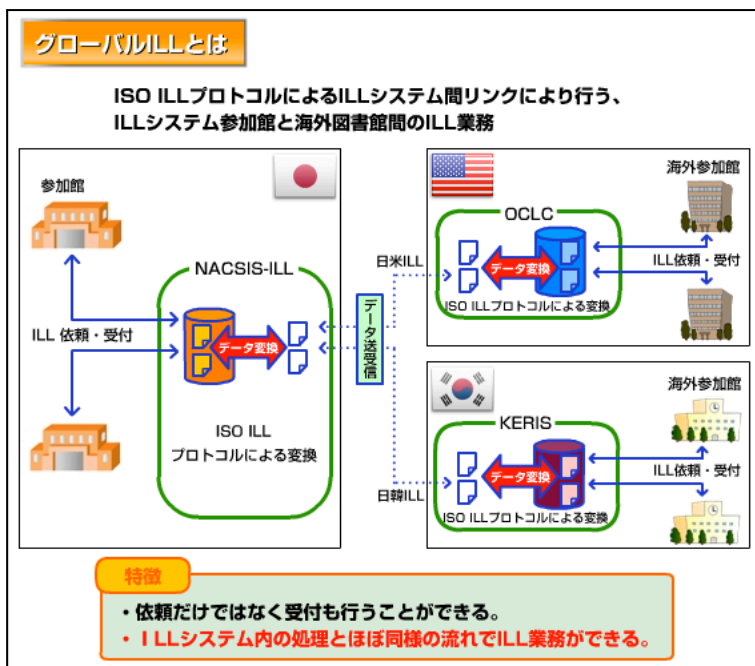 グローバルILLとは
ISO ILLプロトコルによるILLシステム間リンクにより行う、
ILLシステム参加館と海外図書館間のILL業務
参加館
NACSIS-ILL
ILL 依頼・受付
データ変換
ISO ILL
プロトコルによる変換
データ送受信
日米ILL
日韓ILL
OCLC
データ変換
ISO ILLプロトコルによる変換
海外参加館
ILL依頼・受付
KERIS
データ変換
ISO ILLプロトコルによる変換
海外参加館
ILL依頼・受付
特徴
・依頼だけではなく受付も行うことができる。
・ＩLLシステム内の処理とほぼ同様の流れでILL業務ができる。